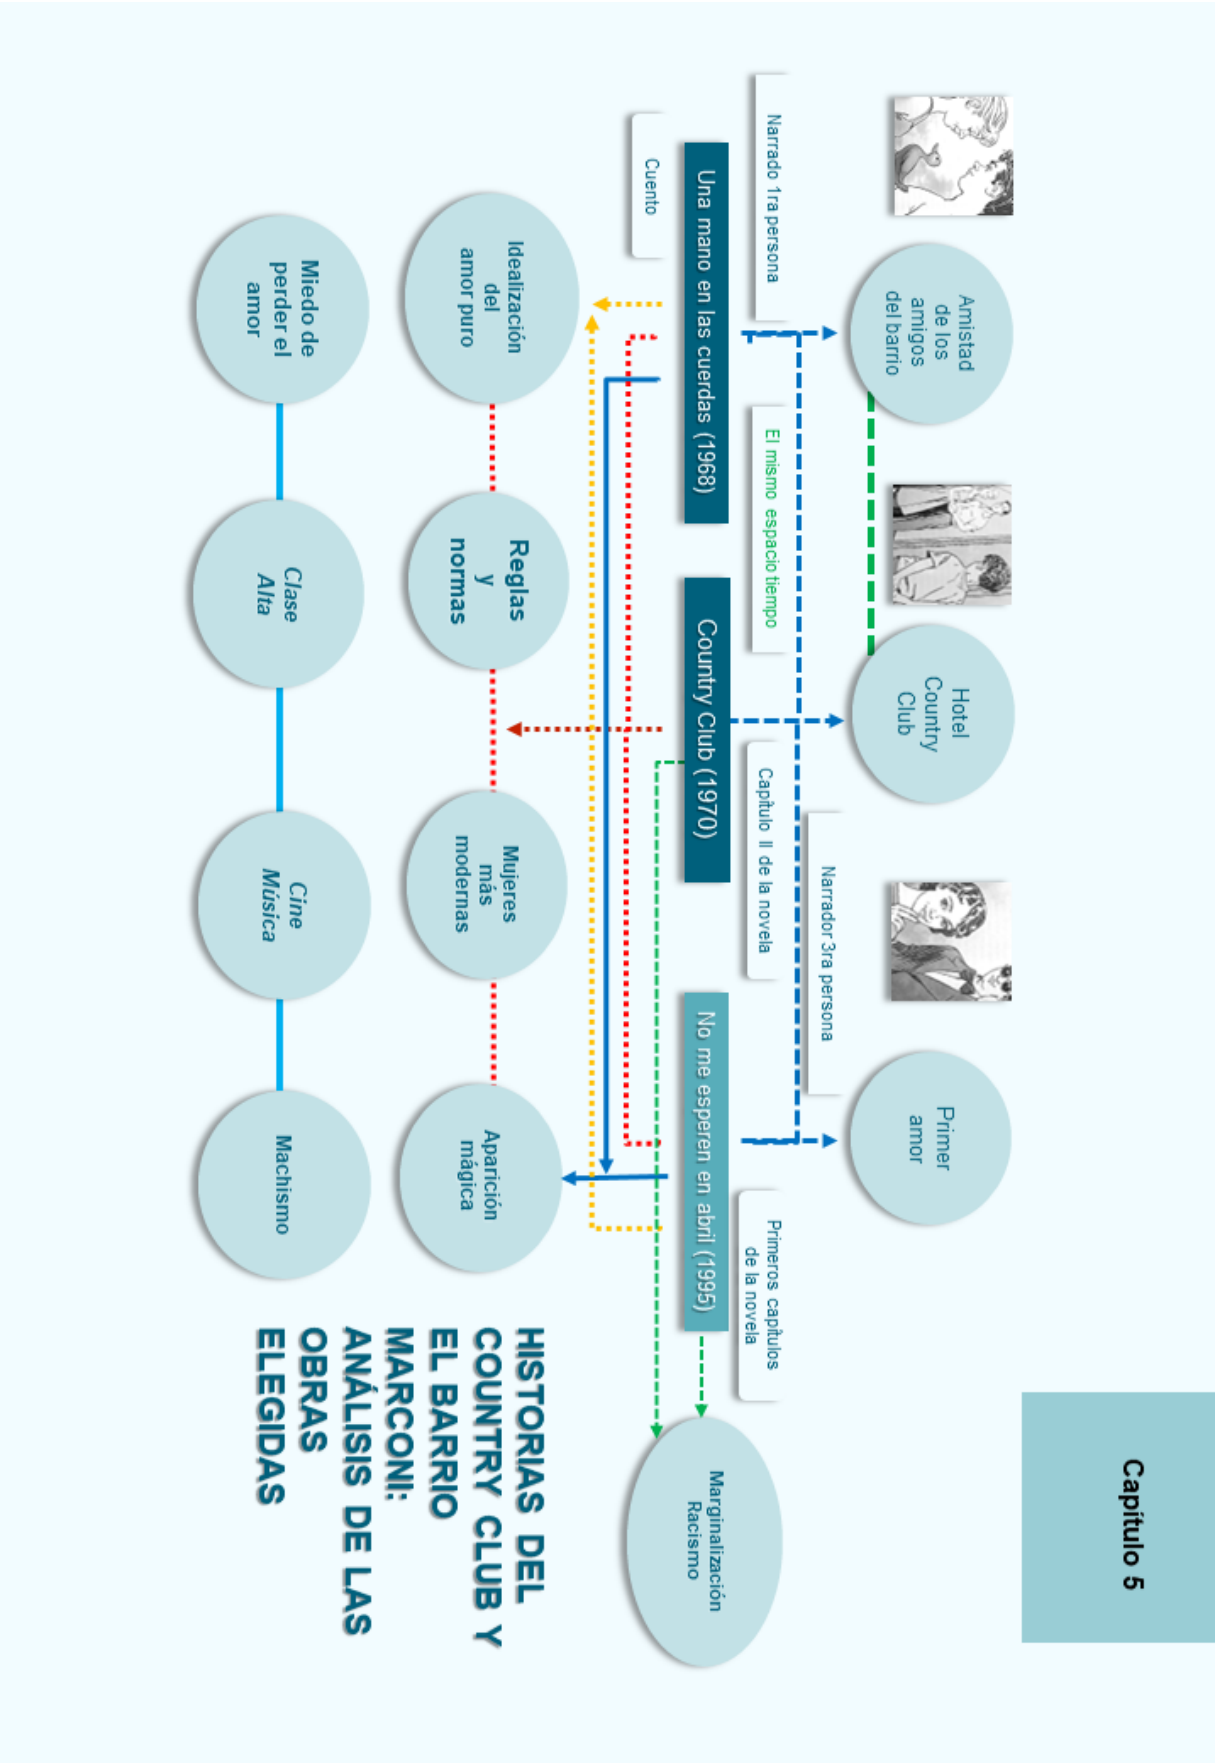 Capítulo 5
Amistad
de los
amigos
del barrio
Hotel
Country
Club
Primer
amor
Narrado 1ra persona
El mismo espacio tiempo
Capítulo II de la novela
Narrador 3ra persona
Primeros capítulos
de la novela
Una mano en las cuerdas (1968)
Country Club (1970)
No me esperen en abril (1995)
Marginalización
Racismo
Cuento
Idealización
del
amor puro
Reglas
y
normas
Mujeres
más
modernas
Aparición
mágica
Miedo de
perder el
amor
Clase
Alta
Cine
Música
Machismo
HISTORIAS DEL
COUNTRY CLUB Y
EL BARRIO
MARCONI:
ANÁLISIS DE LAS
OBRAS
ELEGIDAS